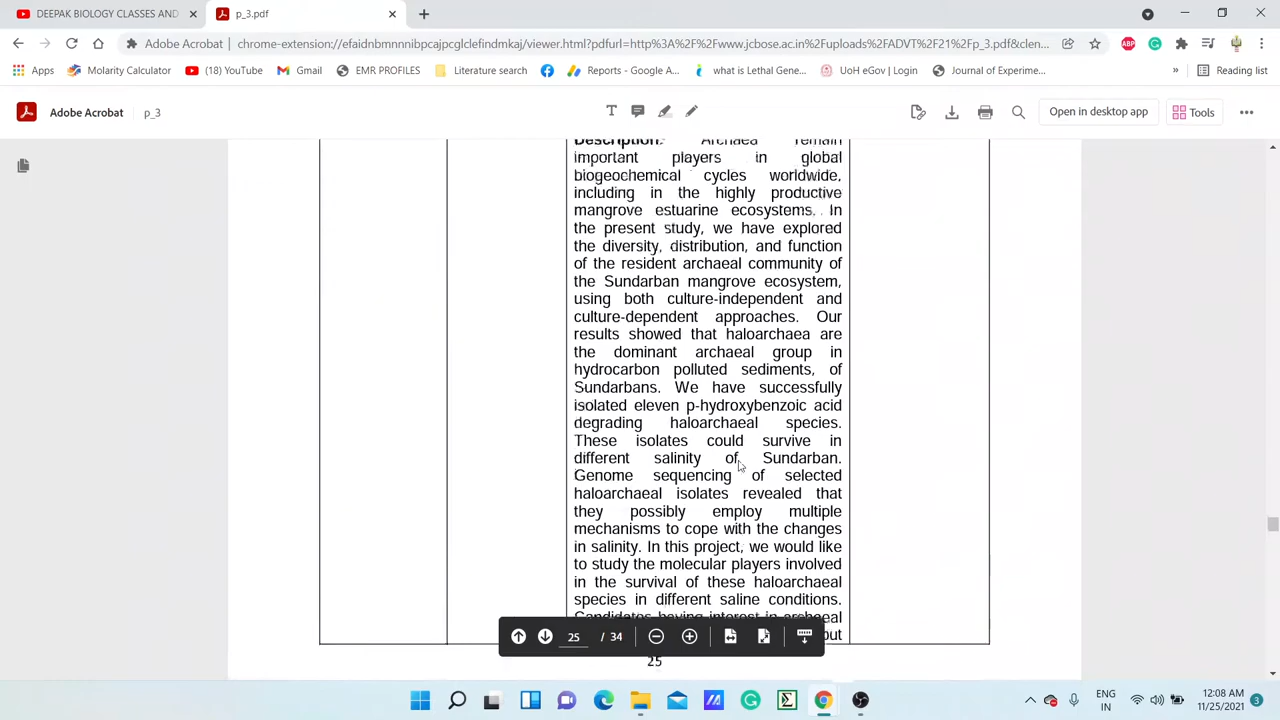 DEEPAK BIOLOGY CLASSES AND
p_3.pdf
Adobe Acrobat
chrome-extension://efaidnbmnnnibpcajpcglclefindmkaj/viewer.html?pdfurl=http%3A%2F%2Fwww.jcbose.ac.in%2Fuploads%2FADVT%2F21%2Fp_3.pdf&clen...
ABP
Apps
Molarity Calculator
(18) YouTube
Gmail
EMR PROFILES
Literature search
Reports - Google A...
what is Lethal Gene...
UoH eGov | Login
Journal of Experime...
»
Reading list
Adobe Acrobat
p_3
Open in desktop app
Tools
Description: Archaea remain
important players in global
biogeochemical cycles worldwide,
including in the highly productive
mangrove estuarine ecosystems. In
the present study, we have explored
the diversity, distribution, and function
of the resident archaeal community of
the Sundarban mangrove ecosystem,
using both culture-independent and
culture-dependent approaches. Our
results showed that haloarchaea are
the dominant archaeal group in
hydrocarbon polluted sediments, of
Sundarbans. We have successfully
isolated eleven p-hydroxybenzoic acid
degrading haloarchaeal species.
These isolates could survive in
different salinity of Sundarban.
Genome sequencing of selected
haloarchaeal isolates revealed that
they possibly employ multiple
mechanisms to cope with the changes
in salinity. In this project, we would like
to study the molecular players involved
in the survival of these haloarchaeal
species in different saline conditions.
Candidates having interest in archaeal
but
25 / 34
25
ENG
IN
12:08 AM
11/25/2021
3